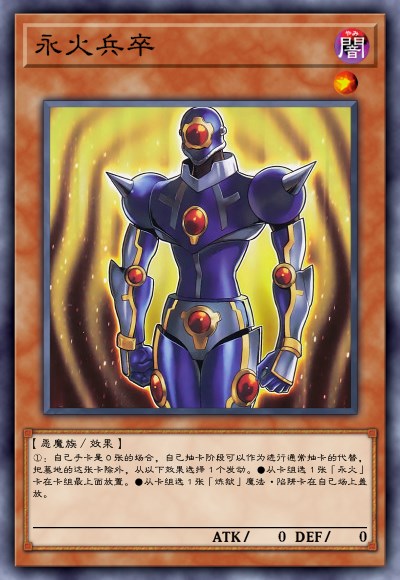 永火兵卒
やみ
闇
【恶魔族/效果】
①：自己手卡是0张的场合，自己抽卡阶段可以作为进行通常抽卡的代替，
把墓地的这张卡除外，从以下效果选择1个发动。●从卡组选1张「永火」
卡在卡组最上面放置。●从卡组选1张「炼狱」魔法·陷阱卡在自己场上盖
放。
ATK/ 0 DEF/ 0